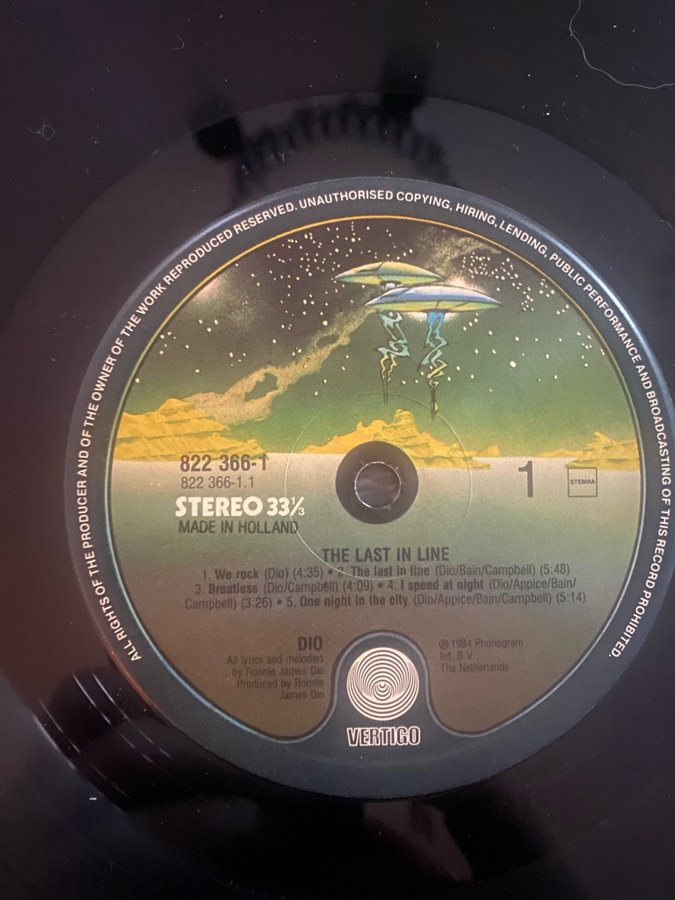 ALL RIGHTS OF THE PRODUCER AND OF THE OWNER OF THE WORK REPRODUCED RESERVED. UNAUTHORISED COPYING, HIRING, LENDING, PUBLIC PERFORMANCE AND BROADCASTING OF THIS RECORD PROHIBITED.
822 366-1
822 366-1.1
STEREO 33⅓
MADE IN HOLLAND
1
STEMRA
THE LAST IN LINE
1. We rock (Dio) (4:35) • 2. The last in line (Dio/Bain/Campbell) (5:48)
3. Breatless (Dio/Campbell) (4:09) • 4. I speed at night (Dio/Appice/Bain/
Campbell) (3:26) • 5. One night in the city (Dio/Appice/Bain/Campbell) (5:14)
DIO
All lyrics and melodies
by Ronnie James Dio
Produced by Ronnie
James Dio
℗ 1984 Phonogram
Int. B.V.
The Netherlands
VERTIGO